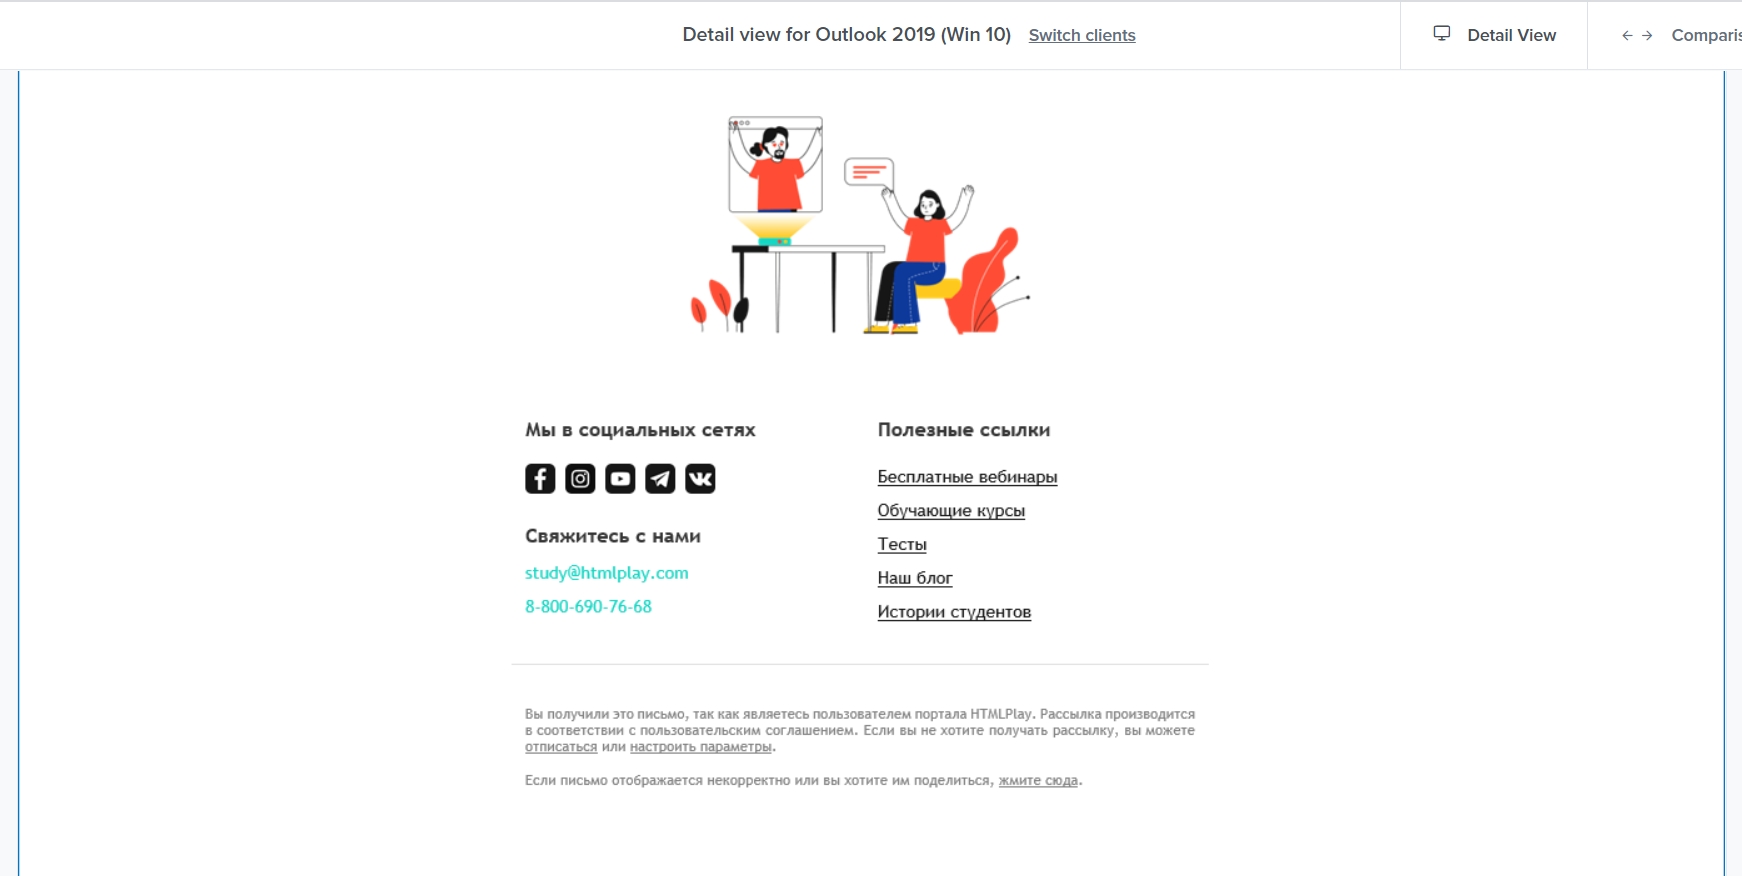 Detail view for Outlook 2019 (Win 10) Switch clients
Detail View
← → Comparis
Мы в социальных сетях
Свяжитесь с нами
study@htmlplay.com
8-800-690-76-68
Полезные ссылки
Бесплатные вебинары
Обучающие курсы
Тесты
Наш блог
Истории студентов
Вы получили это письмо, так как являетесь пользователем портала HTMLPlay. Рассылка производится
в соответствии с пользовательским соглашением. Если вы не хотите получать рассылку, вы можете
отписаться или настроить параметры.
Если письмо отображается некорректно или вы хотите им поделиться, жмите сюда.